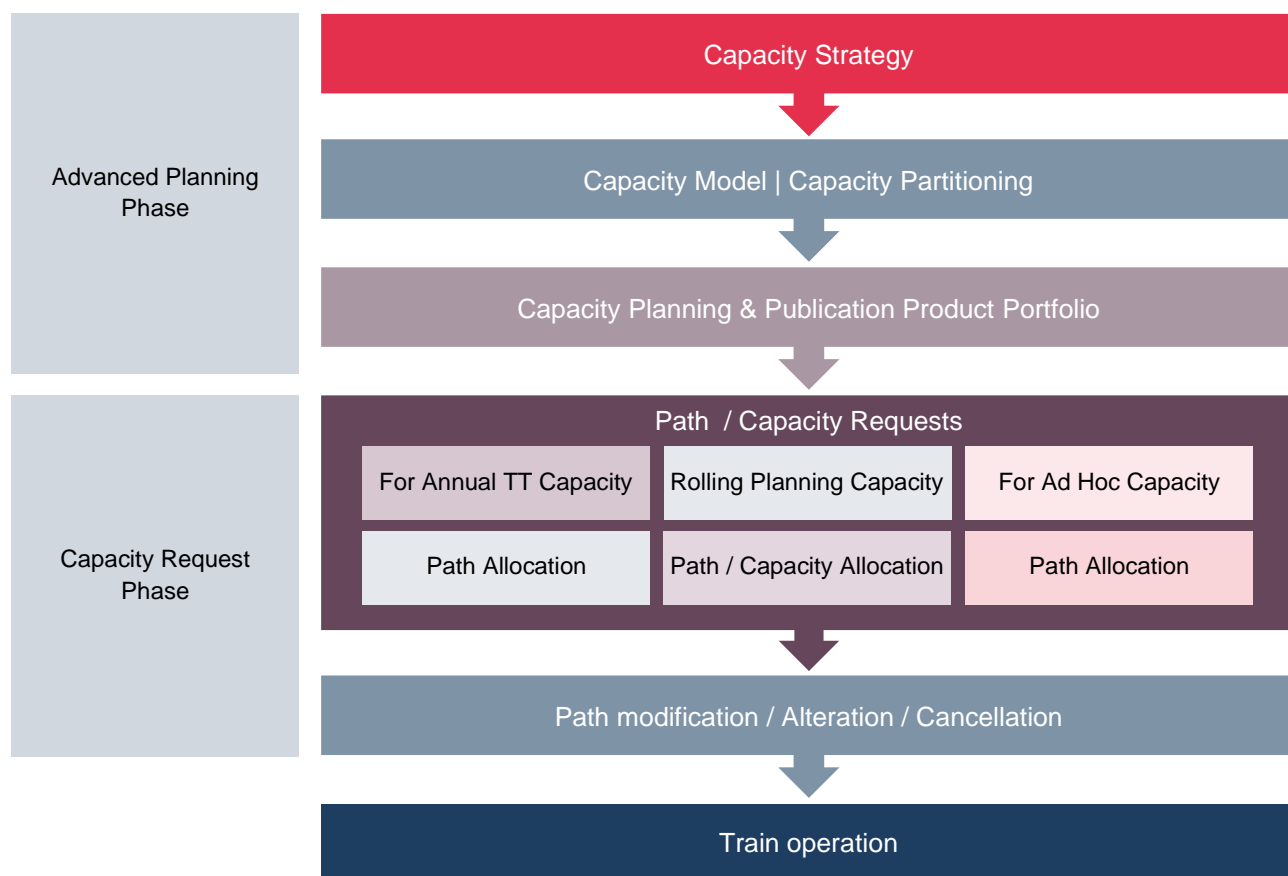 Capacity Strategy
Advanced Planning
Phase
Capacity Model | Capacity Partitioning
Capacity Planning & Publication Product Portfolio
Capacity Request
Phase
Path / Capacity Requests
For Annual TT Capacity
Rolling Planning Capacity
For Ad Hoc Capacity
Path Allocation
Path / Capacity Allocation
Path Allocation
Path modification / Alteration / Cancellation
Train operation